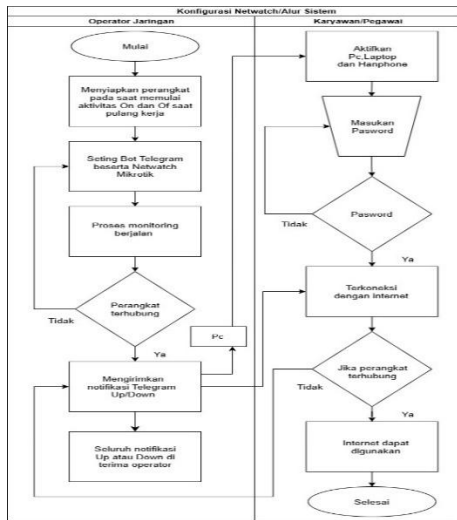 Konfigurasi Netwatch/Alur Sistem
Operator Jaringan
Karyawan/Pegawai
Mulai
Menyiapkan perangkat
pada saat memulai
aktivitas On dan Of saat
pulang kerja
Seting Bot Telegram
beserta Netwatch
Mikrotik
Proses monitoring
berjalan
Perangkat
terhubung
Tidak
Ya
Pc
Mengirimkan
notifikasi Telegram
Up/Down
Seluruh notifikasi
Up atau Down di
terima operator
Aktifkan
Pc,Laptop
dan Hanphone
Masukan
Pasword
Pasword
Tidak
Ya
Terkoneksi
dengan internet
Jika perangkat
terhubung
Tidak
Ya
Internet dapat
digunakan
Selesai